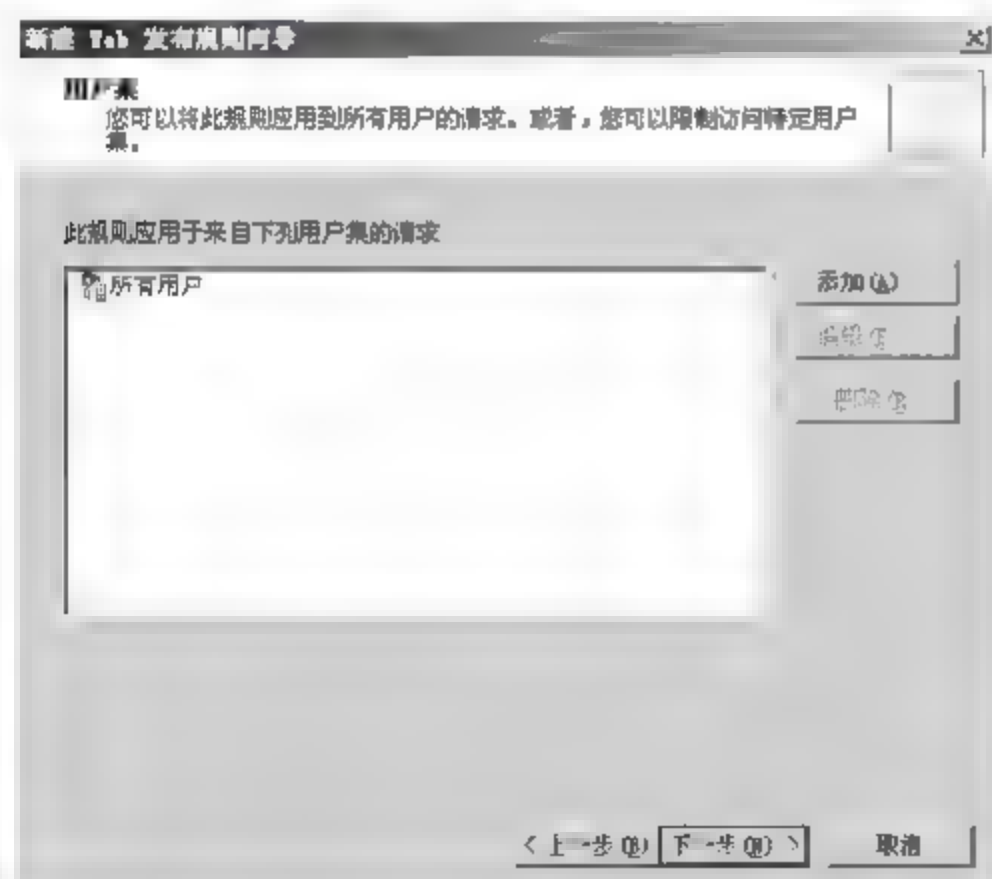 新建 Tab 发布规则向导
用户集
您可以将此规则应用到所有用户的请求。或者，您可以限制访问特定用户
集。
此规则应用于来自下列用户集的请求
所有用户
添加(A)
编辑(E)
删除(R)
< 上一步(B)
下一步(N) >
取消